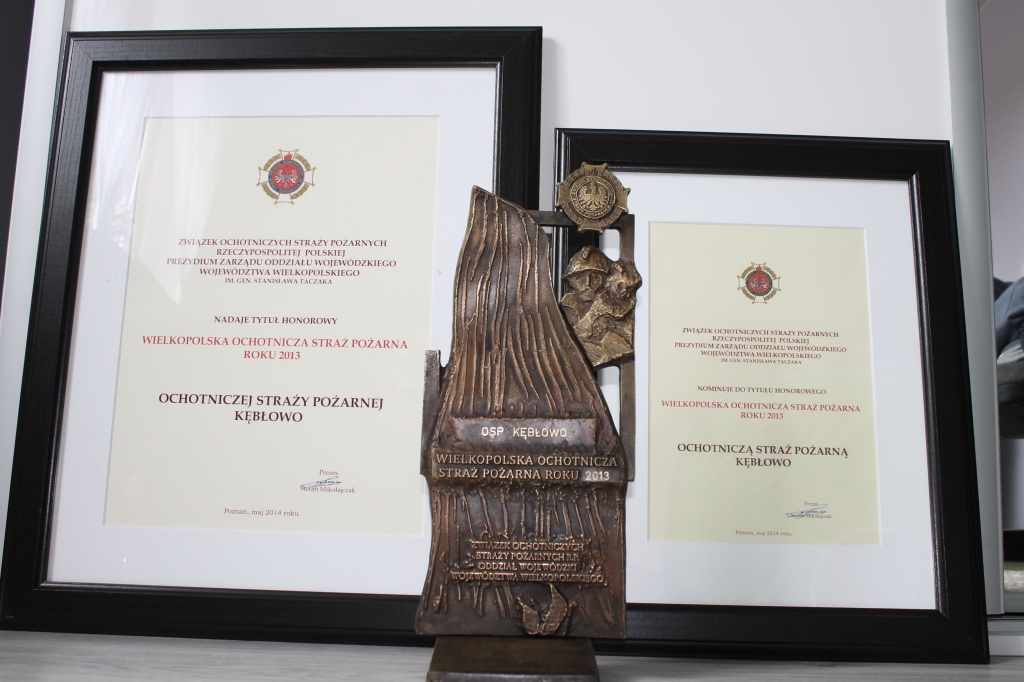 ZWIĄZEK OCHOTNICZYCH STRAŻY POŻARNYCH
RZECZYPOSPOLITEJ POLSKIEJ
PREZYDIUM ZARZĄDU ODDZIAŁU WOJEWÓDZKIEGO
WOJEWÓDZTWA WIELKOPOLSKIEGO
IM. GEN. STANISŁAWA TACZAKA
NADAJE TYTUŁ HONOROWY
WIELKOPOLSKA OCHOTNICZA STRAŻ POŻARNA
ROKU 2013
OCHOTNICZEJ STRAŻY POŻARNEJ
KĘBŁOWO
Prezes
Stefan Mikołajczak
Poznań, maj 2014 roku.
OSP KĘBŁOWO
WIELKOPOLSKA OCHOTNICZA
STRAŻ POŻARNA ROKU 2013
ZWIĄZEK OCHOTNICZYCH
STRAŻY POŻARNYCH R.P.
ODDZIAŁ WOJEWÓDZKI
WOJEWÓDZTWA WIELKOPOLSKIEGO
ZWIĄZEK OCHOTNICZYCH STRAŻY POŻARNYCH
RZECZYPOSPOLITEJ POLSKIEJ
PREZYDIUM ZARZĄDU ODDZIAŁU WOJEWÓDZKIEGO
WOJEWÓDZTWA WIELKOPOLSKIEGO
IM. GEN. STANISŁAWA TACZAKA
NOMINUJE DO TYTUŁU HONOROWEGO
WIELKOPOLSKA OCHOTNICZA STRAŻ POŻARNA
ROKU 2013
OCHOTNICZĄ STRAŻ POŻARNĄ
KĘBŁOWO
Prezes
Stefan Mikołajczak
Poznań, maj 2014 roku.